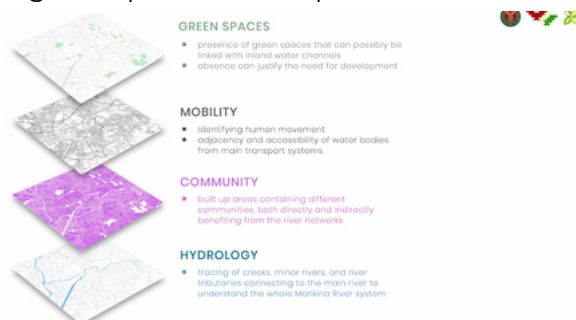 GREEN SPACES
presence of green spaces that can possibly be
linked with inland water channels
absence can justify the need for development
MOBILITY
Identifying human movement
adjacency and accessibility of water bodies
from main transport systems.
COMMUNITY
built up areas containing different
communities, both directly and indirectly
benefiting from the river networks
HYDROLOGY
tracing of creeks, minor rivers, and river
tributaries connecting to the main river to
understand the whole Marikina River system